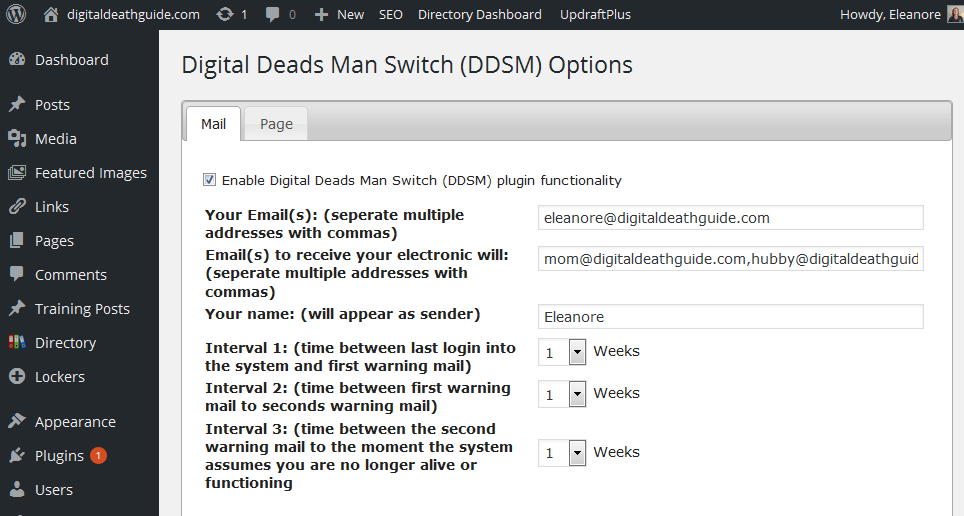 digitaldeathguide.com 1 0 New SEO Directory Dashboard UpdraftPlus Howdy, Eleanore
Dashboard
Posts
Media
Featured Images
Links
Pages
Comments
Training Posts
Directory
Lockers
Appearance
Plugins 1
Users
Digital Deads Man Switch (DDSM) Options
Mail Page
Enable Digital Deads Man Switch (DDSM) plugin functionality
Your Email(s): (seperate multiple
addresses with commas)
eleanore@digitaldeathguide.com
Email(s) to receive your electronic will:
(seperate multiple addresses with
commas)
mom@digitaldeathguide.com,hubby@digitaldeathguid
Your name: (will appear as sender)
Eleanore
Interval 1: (time between last login into
the system and first warning mail)
1 Weeks
Interval 2: (time between first warning
mail to seconds warning mail)
1 Weeks
Interval 3: (time between the second
warning mail to the moment the system
assumes you are no longer alive or
functioning
1 Weeks